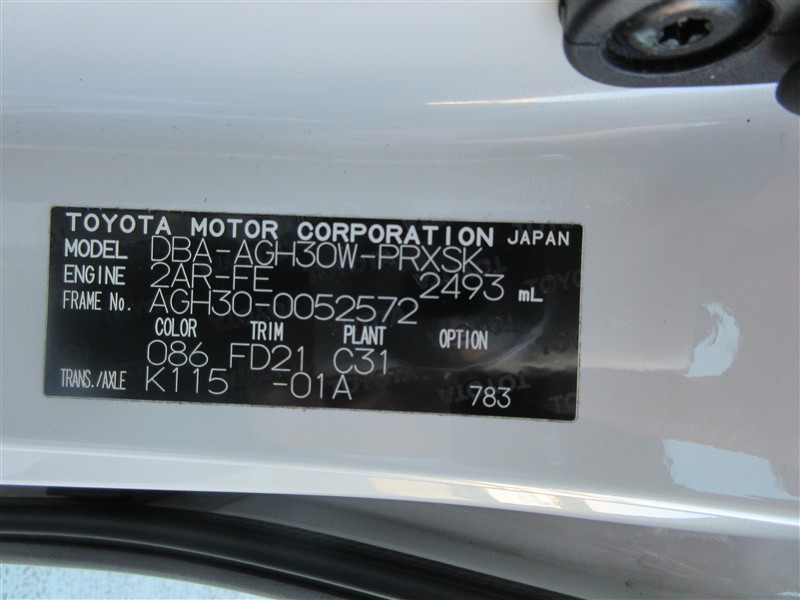 TOYOTA MOTOR CORPORATION JAPAN
MODEL DBA-AGH30W-PRXSK
ENGINE 2AR-FE 2493 mL
FRAME No. AGH30-0052572
COLOR TRIM PLANT OPTION
086 FD21 C31
TRANS./AXLE K115 -01A 783